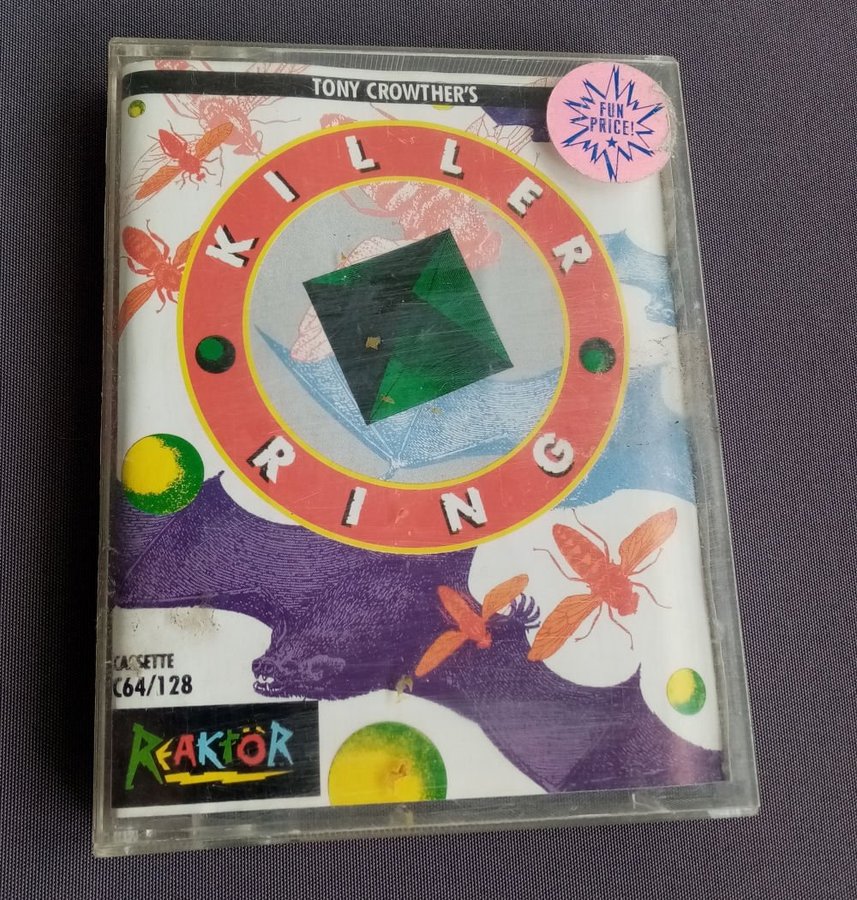 TONY CROWTHER'S
FUN
PRICE!
KILLER
RING
CASSETTE
C64/128
REAKTÖR